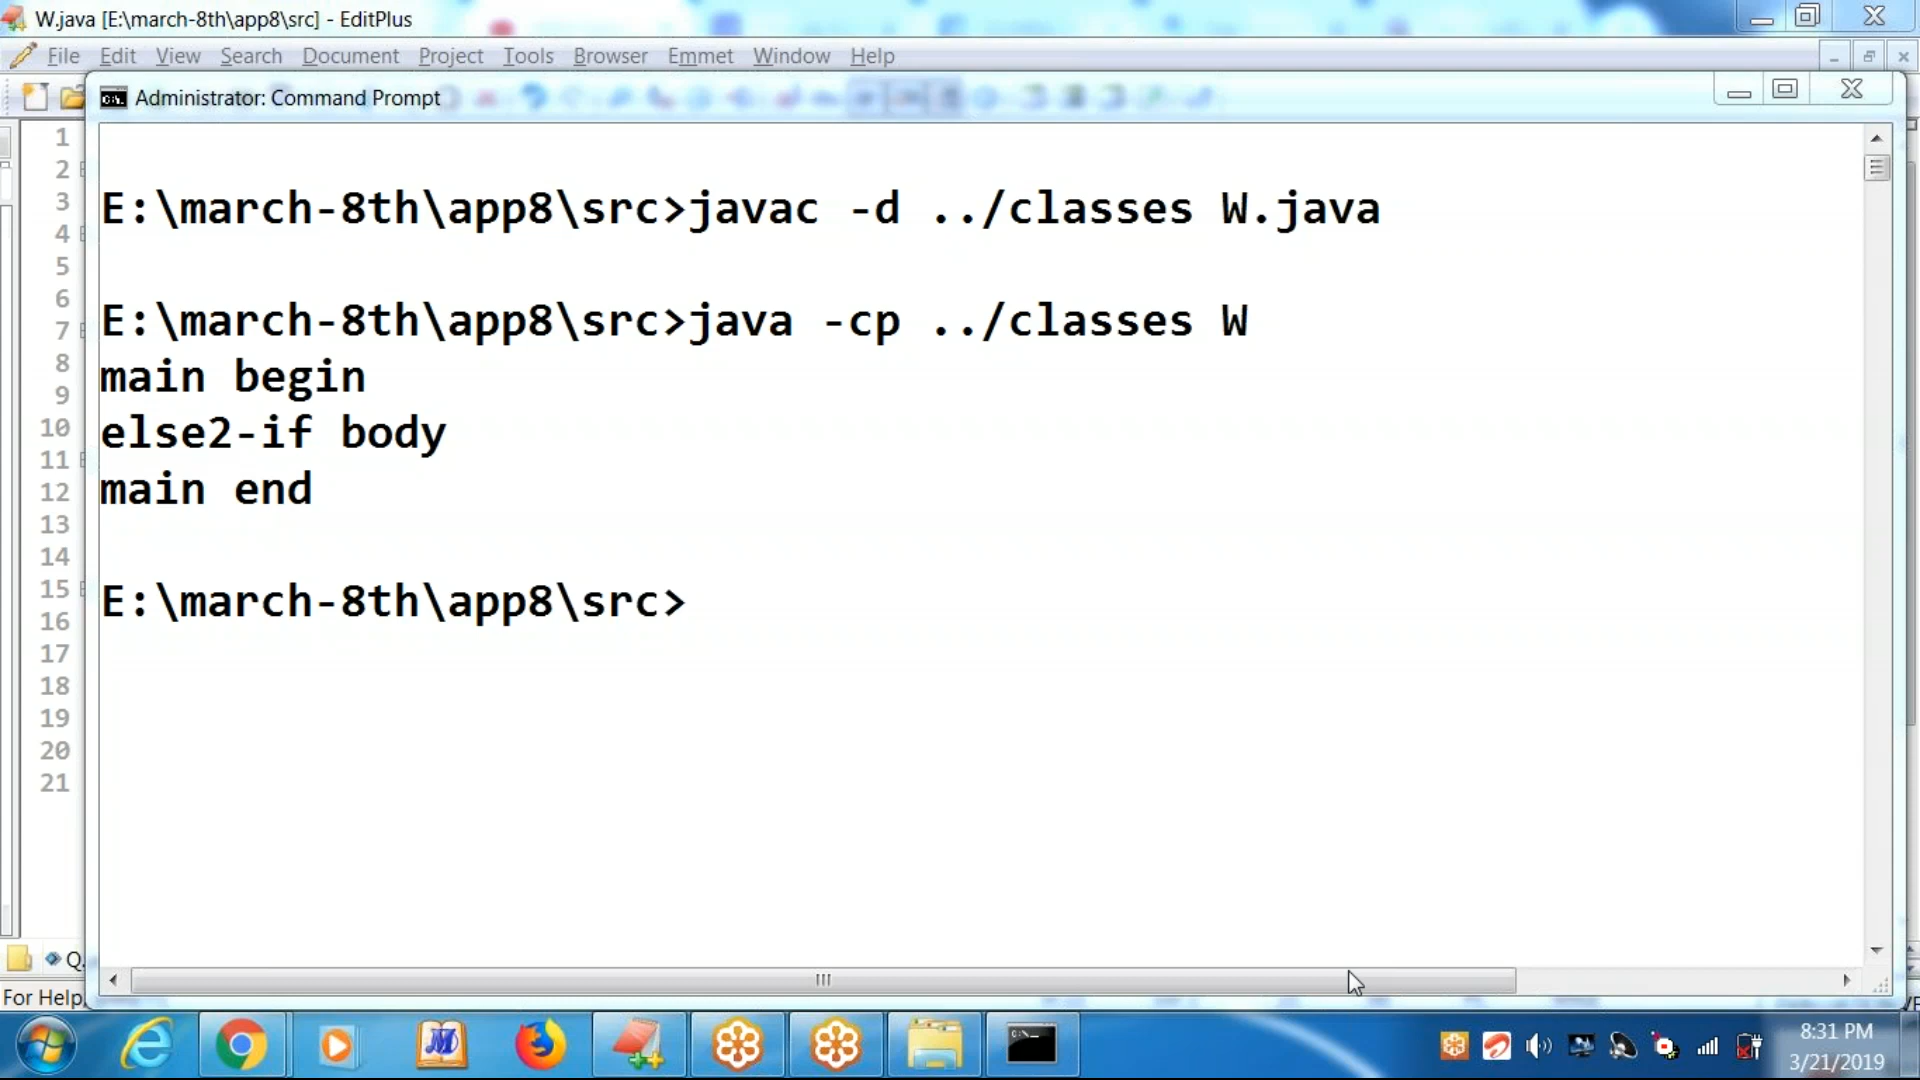 W.java [E:\march-8th\app8\src] - EditPlus
File Edit View Search Document Project Tools Browser Emmet Window Help
Administrator: Command Prompt
1
2
3
4
5
6
7
8
9
10
11
12
13
14
15
16
17
18
19
20
21
E:\march-8th\app8\src>javac -d ../classes W.java
E:\march-8th\app8\src>java -cp ../classes W
main begin
else2-if body
main end
E:\march-8th\app8\src>
For Help
8:31 PM
3/21/2019